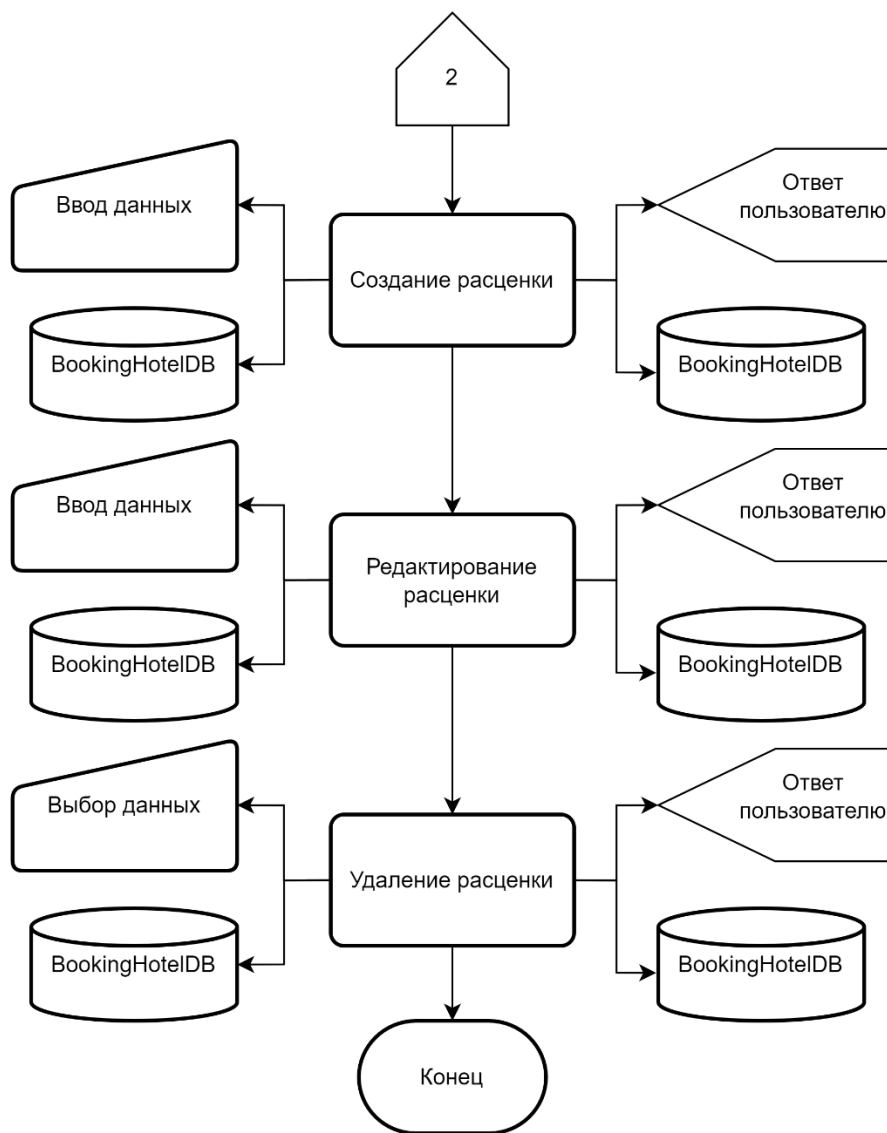 2
Ввод данных
Ответ
пользователю
Создание расценки
BookingHotelDB
BookingHotelDB
Ввод данных
Ответ
пользователю
Редактирование
расценки
BookingHotelDB
BookingHotelDB
Выбор данных
Ответ
пользователю
Удаление расценки
BookingHotelDB
BookingHotelDB
Конец